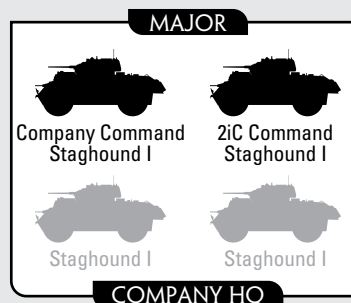 MAJOR
Company Command
Staghound I
2iC Command
Staghound I
Staghound I
Staghound I
COMPANY HQ